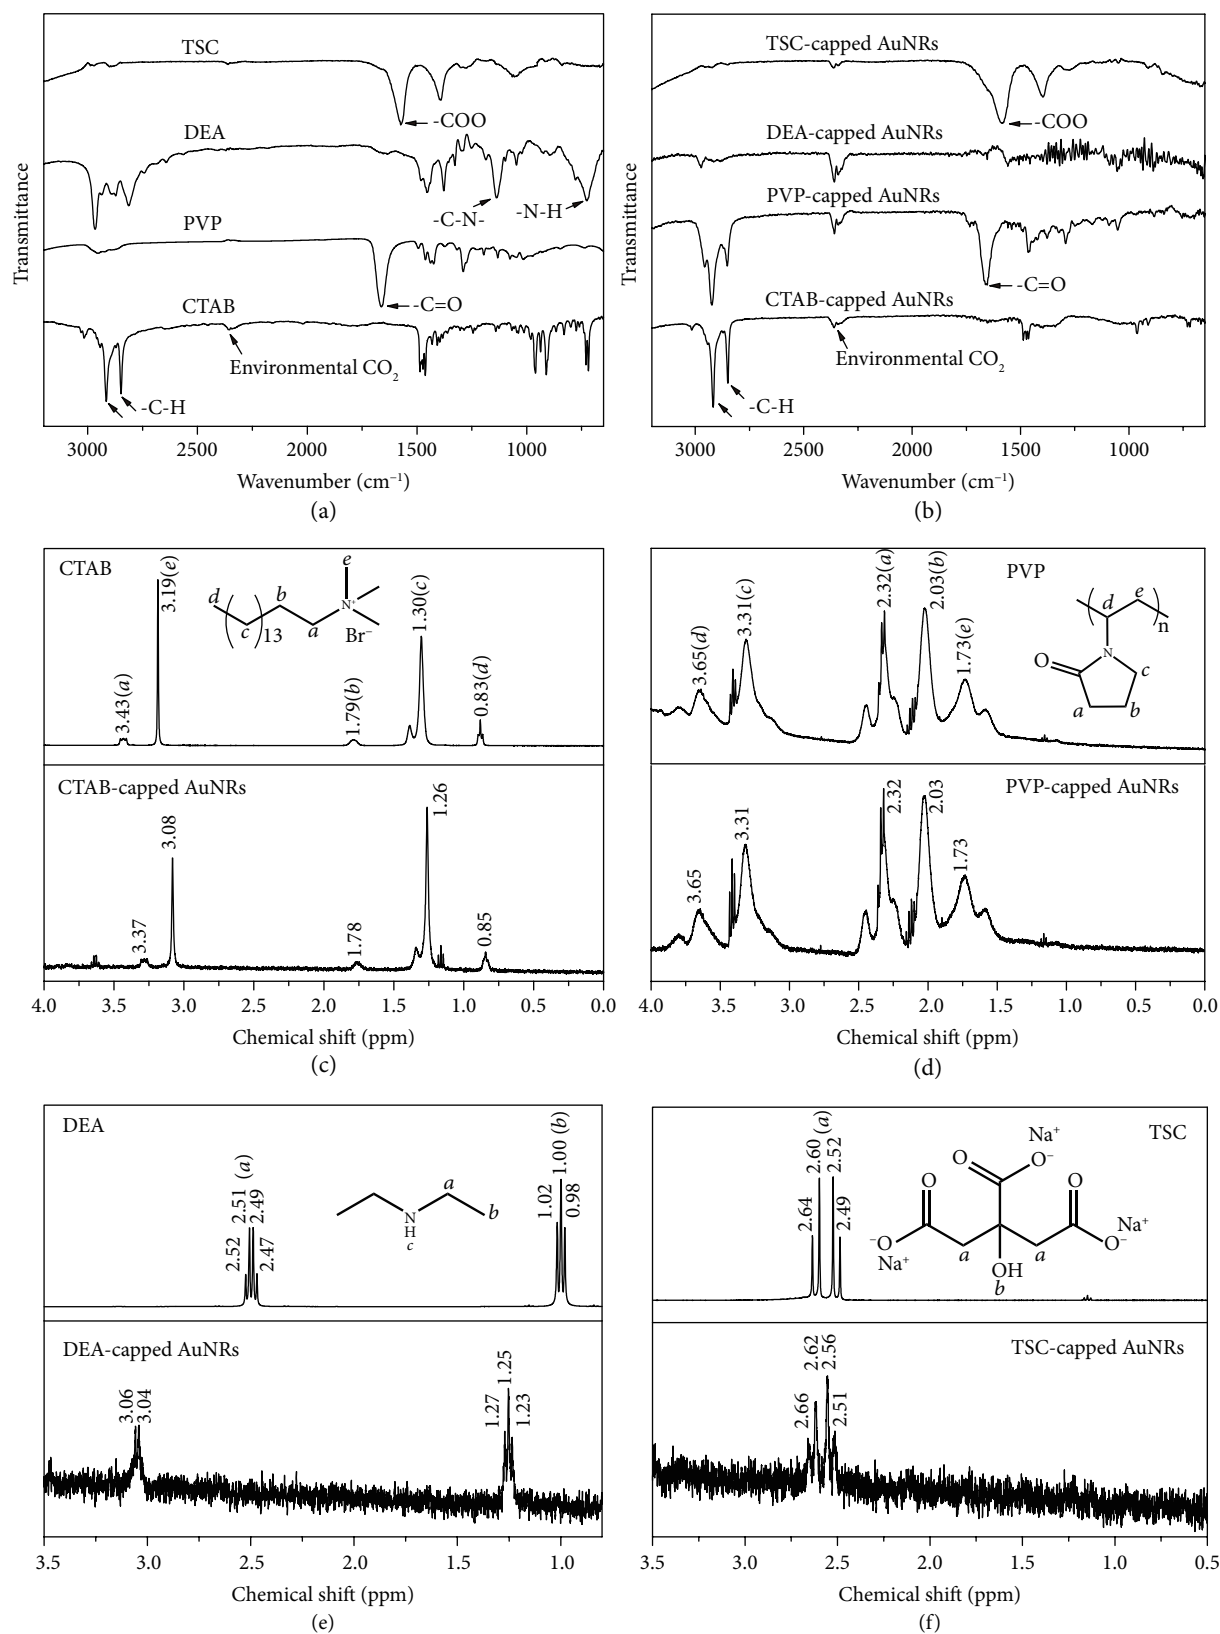 Transmittance
TSC
-COO
DEA
-C-N-
-N-H
PVP
-C=O
CTAB
Environmental CO₂
-C-H
3000 2500 2000 1500 1000
Wavenumber (cm⁻¹)
(a)
Transmittance
TSC-capped AuNRs
-COO
DEA-capped AuNRs
PVP-capped AuNRs
-C=O
CTAB-capped AuNRs
Environmental CO₂
-C-H
3000 2500 2000 1500 1000
Wavenumber (cm⁻¹)
(b)
CTAB
3.43(a)
3.19(e)
1.79(b)
1.30(c)
0.83(d)
e
d
b
N⁺
c
13
a
Br⁻
CTAB-capped AuNRs
3.37
3.08
1.78
1.26
0.85
4.0 3.5 3.0 2.5 2.0 1.5 1.0 0.5 0.0
Chemical shift (ppm)
(c)
PVP
3.65(d)
3.31(c)
2.32(a)
2.03(b)
1.73(e)
d
e
n
N
O
c
a
b
PVP-capped AuNRs
3.65
3.31
2.32
2.03
1.73
4.0 3.5 3.0 2.5 2.0 1.5 1.0 0.5 0.0
Chemical shift (ppm)
(d)
DEA
2.52
2.51 (a)
2.49
2.47
1.02
1.00 (b)
0.98
a
b
N
H
c
DEA-capped AuNRs
3.06
3.04
1.27
1.25
1.23
3.5 3.0 2.5 2.0 1.5 1.0
Chemical shift (ppm)
(e)
TSC
2.64
2.60 (a)
2.52
2.49
Na⁺
O
O⁻
O
O
⁻O
Na⁺
Na⁺
O⁻
a
a
OH
b
TSC-capped AuNRs
2.66
2.62
2.56
2.51
3.5 3.0 2.5 2.0 1.5 1.0 0.5
Chemical shift (ppm)
(f)